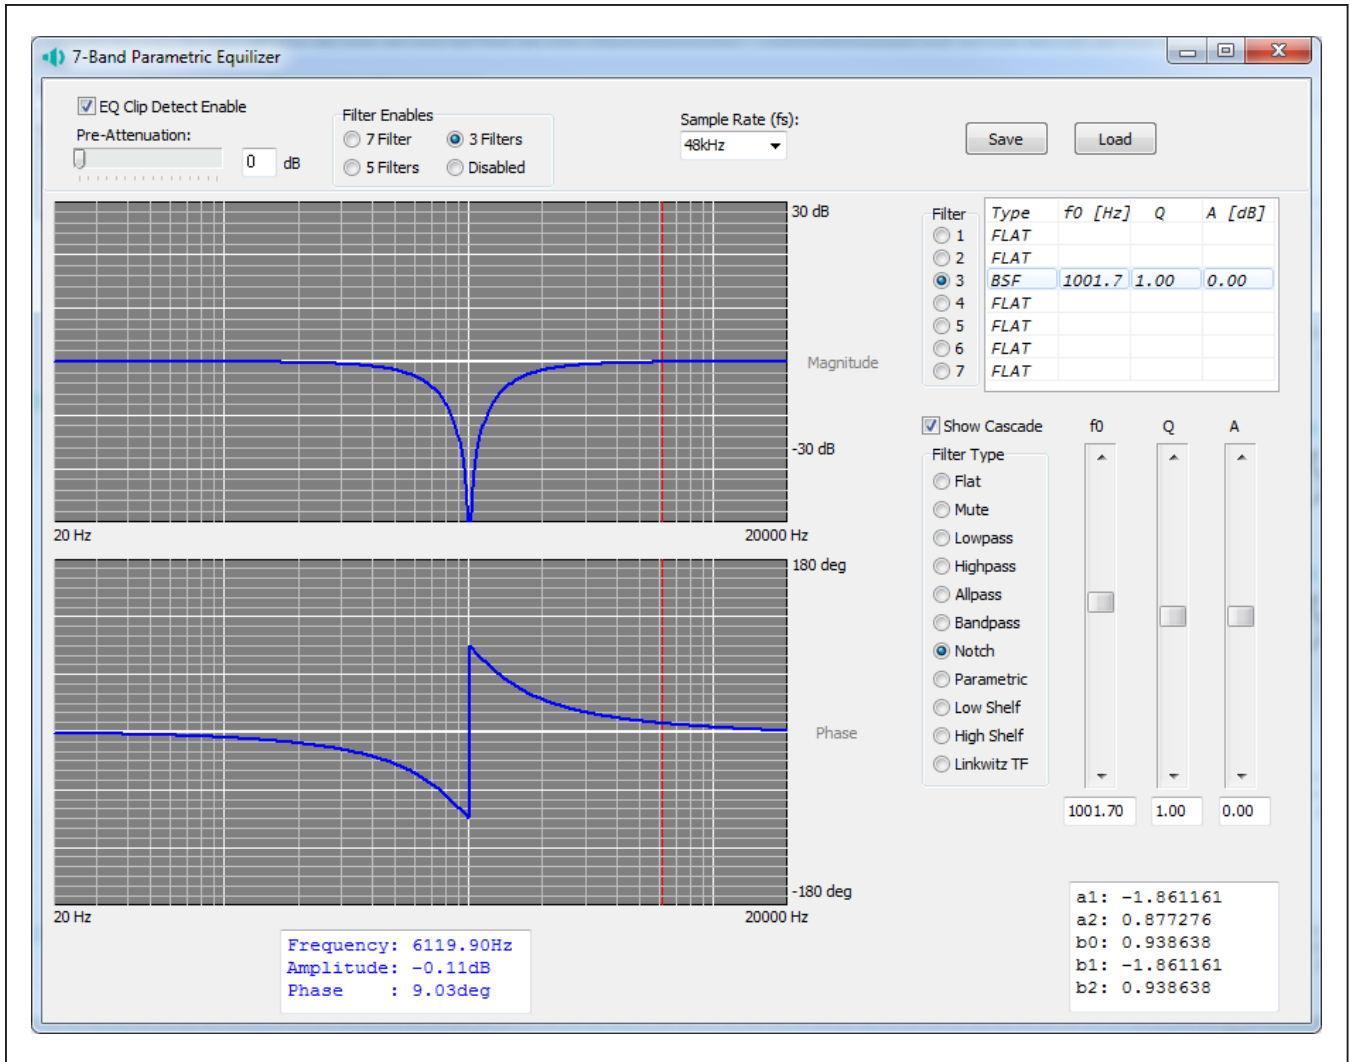 7-Band Parametric Equilizer
EQ Clip Detect Enable
Pre-Attenuation:
0 dB
Filter Enables
7 Filter 3 Filters
5 Filters Disabled
Sample Rate (fs):
48kHz
Save Load
30 dB
Magnitude
-30 dB
20 Hz 20000 Hz
180 deg
Phase
-180 deg
20 Hz 20000 Hz
Frequency: 6119.90Hz
Amplitude: -0.11dB
Phase : 9.03deg
Filter Type f0 [Hz] Q A [dB]
1 FLAT
2 FLAT
3 BSF 1001.7 1.00 0.00
4 FLAT
5 FLAT
6 FLAT
7 FLAT
Show Cascade f0 Q A
Filter Type
Flat
Mute
Lowpass
Highpass
Allpass
Bandpass
Notch
Parametric
Low Shelf
High Shelf
Linkwitz TF
1001.70 1.00 0.00
a1: -1.861161
a2: 0.877276
b0: 0.938638
b1: -1.861161
b2: 0.938638